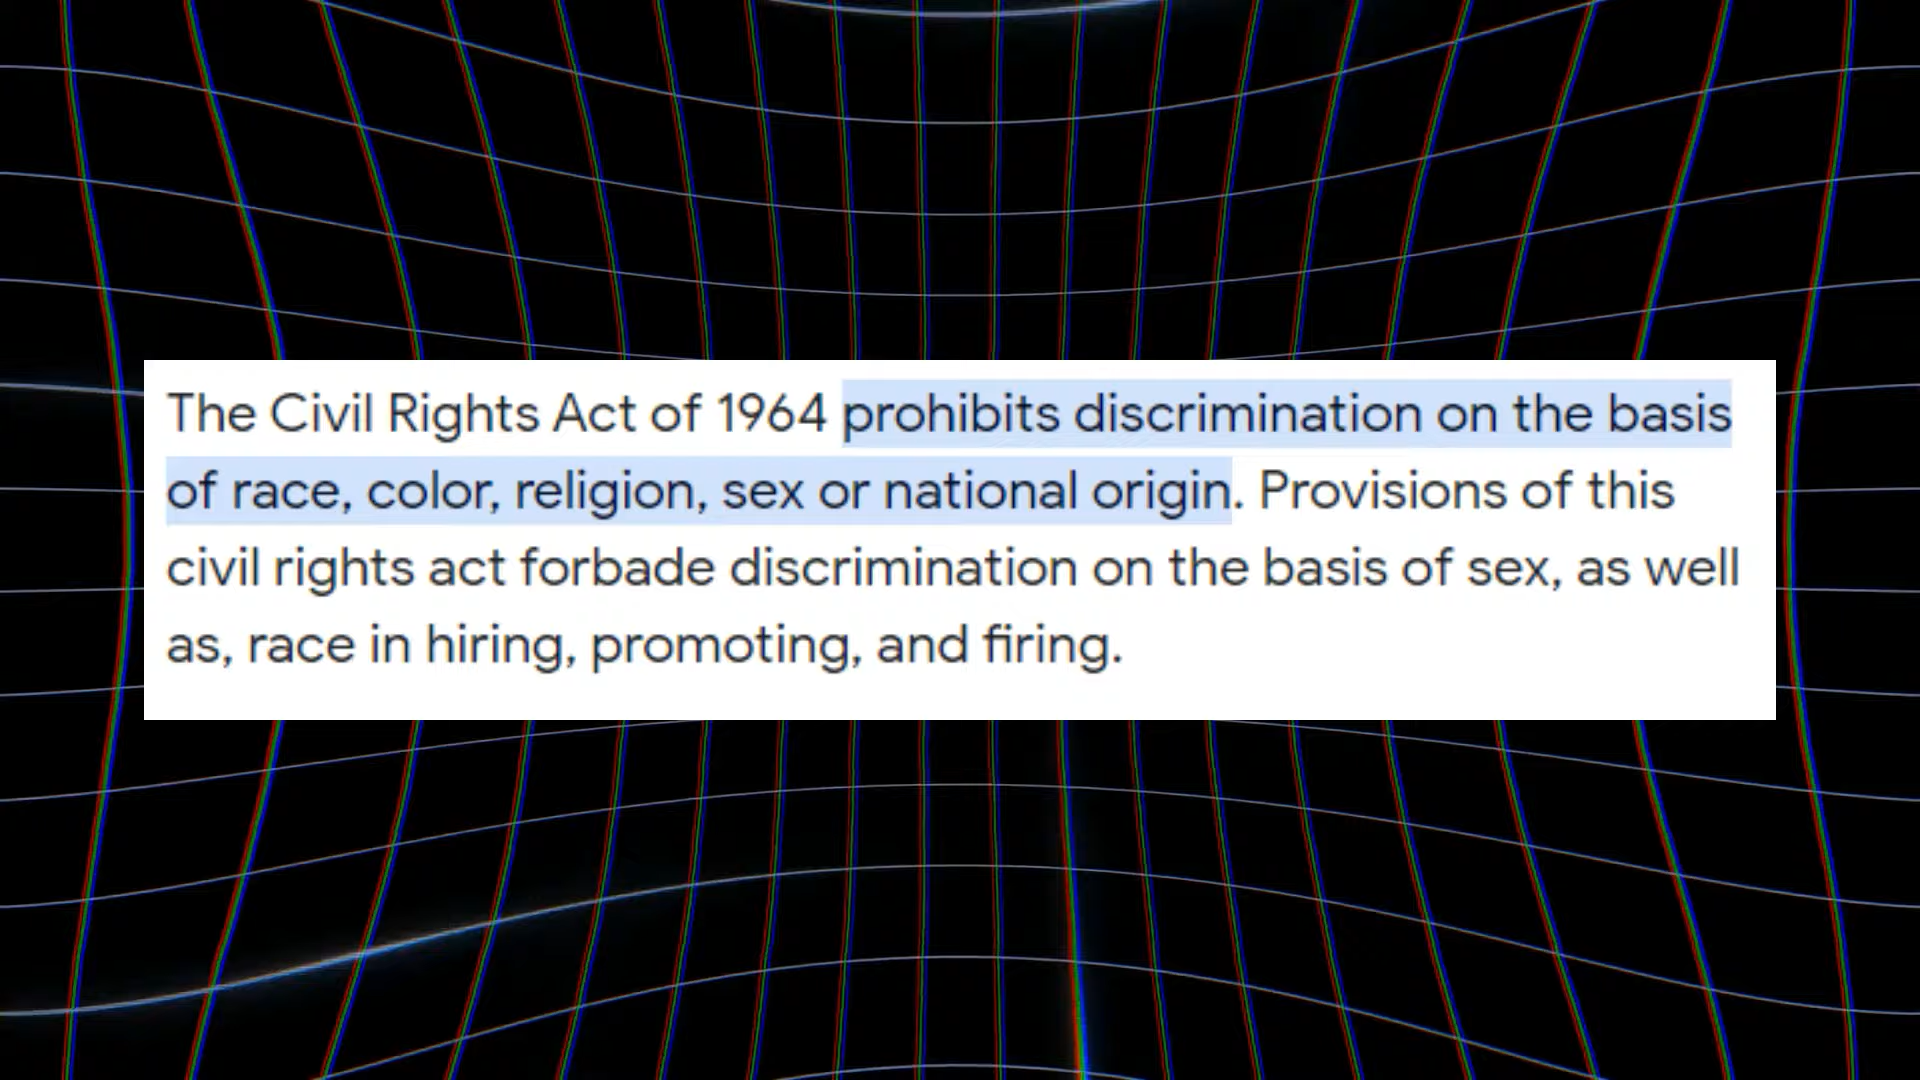 The Civil Rights Act of 1964 prohibits discrimination on the basis
of race, color, religion, sex or national origin. Provisions of this
civil rights act forbade discrimination on the basis of sex, as well
as, race in hiring, promoting, and firing.